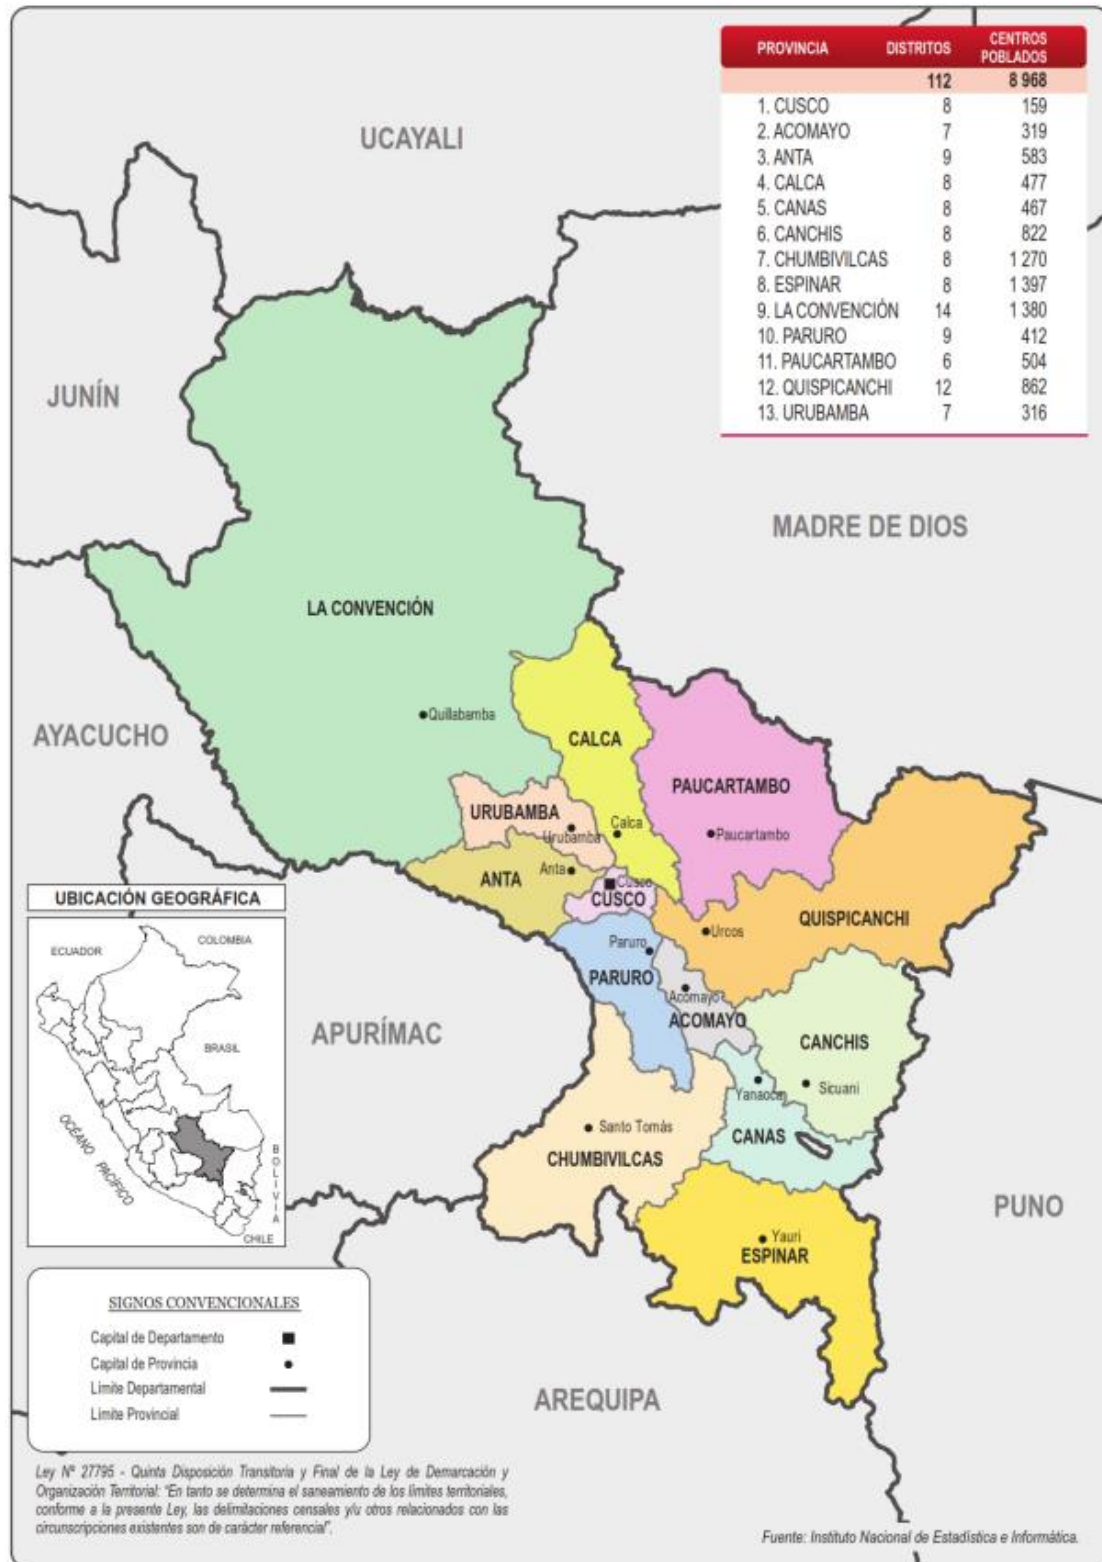 PROVINCIA DISTRITOS CENTROS POBLADOS
112 8 968
1. CUSCO 8 159
2. ACOMAYO 7 319
3. ANTA 9 583
4. CALCA 8 477
5. CANAS 8 467
6. CANCHIS 8 822
7. CHUMBIVILCAS 8 1 270
8. ESPINAR 8 1 397
9. LA CONVENCIÓN 14 1 380
10. PARURO 9 412
11. PAUCARTAMBO 6 504
12. QUISPICANCHI 12 862
13. URUBAMBA 7 316
UCAYALI
JUNÍN
MADRE DE DIOS
LA CONVENCIÓN
Quillabamba
AYACUCHO
CALCA
PAUCARTAMBO
URUBAMBA
Urubamba
Calca
Paucartambo
ANTA
Anta
Cusco
CUSCO
QUISPICANCHI
Urcos
Paruro
PARURO
Acomayo
ACOMAYO
APURÍMAC
CANCHIS
Yanaoca
Sicuani
Santo Tomás
CANAS
CHUMBIVILCAS
PUNO
Yauri
ESPINAR
AREQUIPA
UBICACIÓN GEOGRÁFICA
ECUADOR
COLOMBIA
BRASIL
OCÉANO PACÍFICO
BOLIVIA
CHILE
SIGNOS CONVENCIONALES
Capital de Departamento
Capital de Provincia
Límite Departamental
Límite Provincial
Ley Nº 27795 - Quinta Disposición Transitoria y Final de la Ley de Demarcación y
Organización Territorial: "En tanto se determina el saneamiento de los límites territoriales,
conforme a la presente Ley, las delimitaciones censales y/u otros relacionados con las
circunscripciones existentes son de carácter referencial".
Fuente: Instituto Nacional de Estadística e Informática.